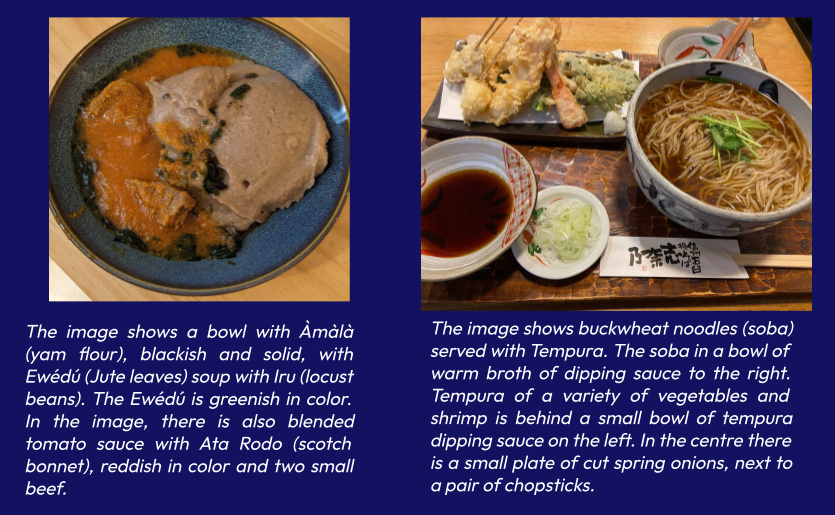 The image shows a bowl with Àmàlà
(yam flour), blackish and solid, with
Ewédú (Jute leaves) soup with Iru (locust
beans). The Ewédú is greenish in color.
In the image, there is also blended
tomato sauce with Ata Rodo (scotch
bonnet), reddish in color and two small
beef.
The image shows buckwheat noodles (soba)
served with Tempura. The soba in a bowl of
warm broth of dipping sauce to the right.
Tempura of a variety of vegetables and
shrimp is behind a small bowl of tempura
dipping sauce on the left. In the centre there
is a small plate of cut spring onions, next to
a pair of chopsticks.